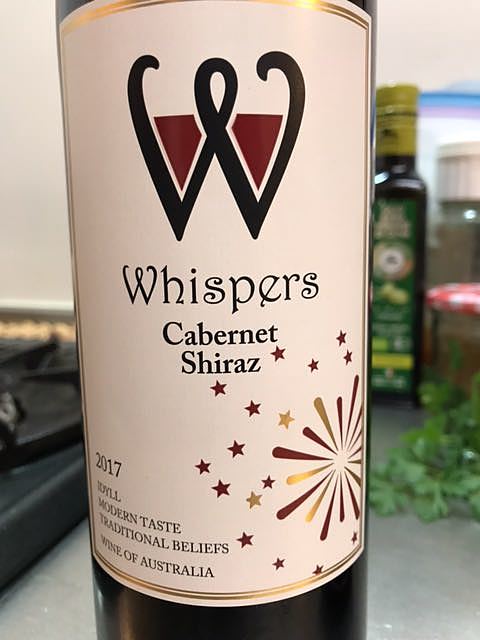 W
Whispers
Cabernet
Shiraz
2017
IDYLL
MODERN TASTE
TRADITIONAL BELIEFS
WINE OF AUSTRALIA